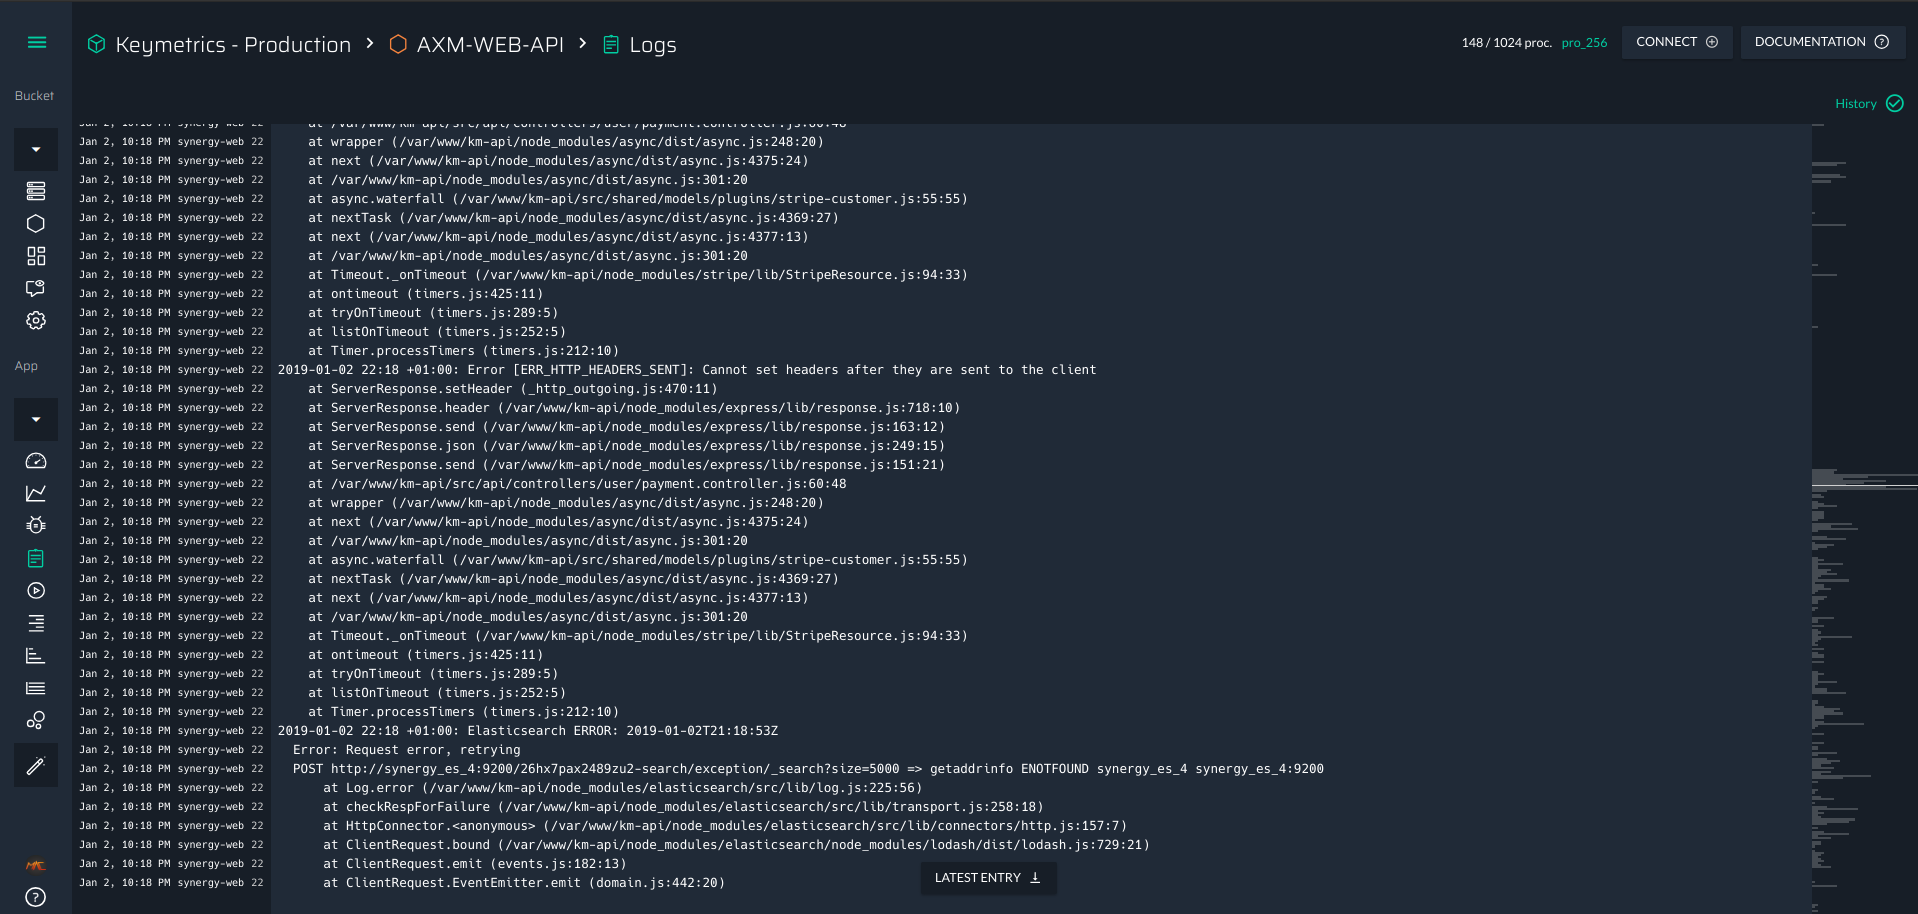 Keymetrics - Production > AXM-WEB-API > Logs
148 / 1024 proc. pro_256 CONNECT DOCUMENTATION
Bucket
History
Jan 2, 10:18 PM synergy-web 22 at /var/www/km-api/src/api/controllers/user/payment.controller.js:60:48
Jan 2, 10:18 PM synergy-web 22 at wrapper (/var/www/km-api/node_modules/async/dist/async.js:248:20)
Jan 2, 10:18 PM synergy-web 22 at next (/var/www/km-api/node_modules/async/dist/async.js:4375:24)
Jan 2, 10:18 PM synergy-web 22 at /var/www/km-api/node_modules/async/dist/async.js:301:20
Jan 2, 10:18 PM synergy-web 22 at async.waterfall (/var/www/km-api/src/shared/models/plugins/stripe-customer.js:55:55)
Jan 2, 10:18 PM synergy-web 22 at nextTask (/var/www/km-api/node_modules/async/dist/async.js:4369:27)
Jan 2, 10:18 PM synergy-web 22 at next (/var/www/km-api/node_modules/async/dist/async.js:4377:13)
Jan 2, 10:18 PM synergy-web 22 at /var/www/km-api/node_modules/async/dist/async.js:301:20
Jan 2, 10:18 PM synergy-web 22 at Timeout._onTimeout (/var/www/km-api/node_modules/stripe/lib/StripeResource.js:94:33)
Jan 2, 10:18 PM synergy-web 22 at ontimeout (timers.js:425:11)
Jan 2, 10:18 PM synergy-web 22 at tryOnTimeout (timers.js:289:5)
Jan 2, 10:18 PM synergy-web 22 at listOnTimeout (timers.js:252:5)
Jan 2, 10:18 PM synergy-web 22 at Timer.processTimers (timers.js:212:10)
App
Jan 2, 10:18 PM synergy-web 22 2019-01-02 22:18 +01:00: Error [ERR_HTTP_HEADERS_SENT]: Cannot set headers after they are sent to the client
Jan 2, 10:18 PM synergy-web 22 at ServerResponse.setHeader (_http_outgoing.js:470:11)
Jan 2, 10:18 PM synergy-web 22 at ServerResponse.header (/var/www/km-api/node_modules/express/lib/response.js:718:10)
Jan 2, 10:18 PM synergy-web 22 at ServerResponse.send (/var/www/km-api/node_modules/express/lib/response.js:163:12)
Jan 2, 10:18 PM synergy-web 22 at ServerResponse.json (/var/www/km-api/node_modules/express/lib/response.js:249:15)
Jan 2, 10:18 PM synergy-web 22 at ServerResponse.send (/var/www/km-api/node_modules/express/lib/response.js:151:21)
Jan 2, 10:18 PM synergy-web 22 at /var/www/km-api/src/api/controllers/user/payment.controller.js:60:48
Jan 2, 10:18 PM synergy-web 22 at wrapper (/var/www/km-api/node_modules/async/dist/async.js:248:20)
Jan 2, 10:18 PM synergy-web 22 at next (/var/www/km-api/node_modules/async/dist/async.js:4375:24)
Jan 2, 10:18 PM synergy-web 22 at /var/www/km-api/node_modules/async/dist/async.js:301:20
Jan 2, 10:18 PM synergy-web 22 at async.waterfall (/var/www/km-api/src/shared/models/plugins/stripe-customer.js:55:55)
Jan 2, 10:18 PM synergy-web 22 at nextTask (/var/www/km-api/node_modules/async/dist/async.js:4369:27)
Jan 2, 10:18 PM synergy-web 22 at next (/var/www/km-api/node_modules/async/dist/async.js:4377:13)
Jan 2, 10:18 PM synergy-web 22 at /var/www/km-api/node_modules/async/dist/async.js:301:20
Jan 2, 10:18 PM synergy-web 22 at Timeout._onTimeout (/var/www/km-api/node_modules/stripe/lib/StripeResource.js:94:33)
Jan 2, 10:18 PM synergy-web 22 at ontimeout (timers.js:425:11)
Jan 2, 10:18 PM synergy-web 22 at tryOnTimeout (timers.js:289:5)
Jan 2, 10:18 PM synergy-web 22 at listOnTimeout (timers.js:252:5)
Jan 2, 10:18 PM synergy-web 22 at Timer.processTimers (timers.js:212:10)
Jan 2, 10:18 PM synergy-web 22 2019-01-02 22:18 +01:00: Elasticsearch ERROR: 2019-01-02T21:18:53Z
Jan 2, 10:18 PM synergy-web 22 Error: Request error, retrying
Jan 2, 10:18 PM synergy-web 22 POST http://synergy_es_4:9200/26hx7pax2489zu2-search/exception/_search?size=5000 => getaddrinfo ENOTFOUND synergy_es_4 synergy_es_4:9200
Jan 2, 10:18 PM synergy-web 22 at Log.error (/var/www/km-api/node_modules/elasticsearch/src/lib/log.js:225:56)
Jan 2, 10:18 PM synergy-web 22 at checkRespForFailure (/var/www/km-api/node_modules/elasticsearch/src/lib/transport.js:258:18)
Jan 2, 10:18 PM synergy-web 22 at HttpConnector.<anonymous> (/var/www/km-api/node_modules/elasticsearch/src/lib/connectors/http.js:157:7)
Jan 2, 10:18 PM synergy-web 22 at ClientRequest.bound (/var/www/km-api/node_modules/elasticsearch/node_modules/lodash/dist/lodash.js:729:21)
Jan 2, 10:18 PM synergy-web 22 at ClientRequest.emit (events.js:182:13)
Jan 2, 10:18 PM synergy-web 22 at ClientRequest.EventEmitter.emit (domain.js:442:20)
LATEST ENTRY